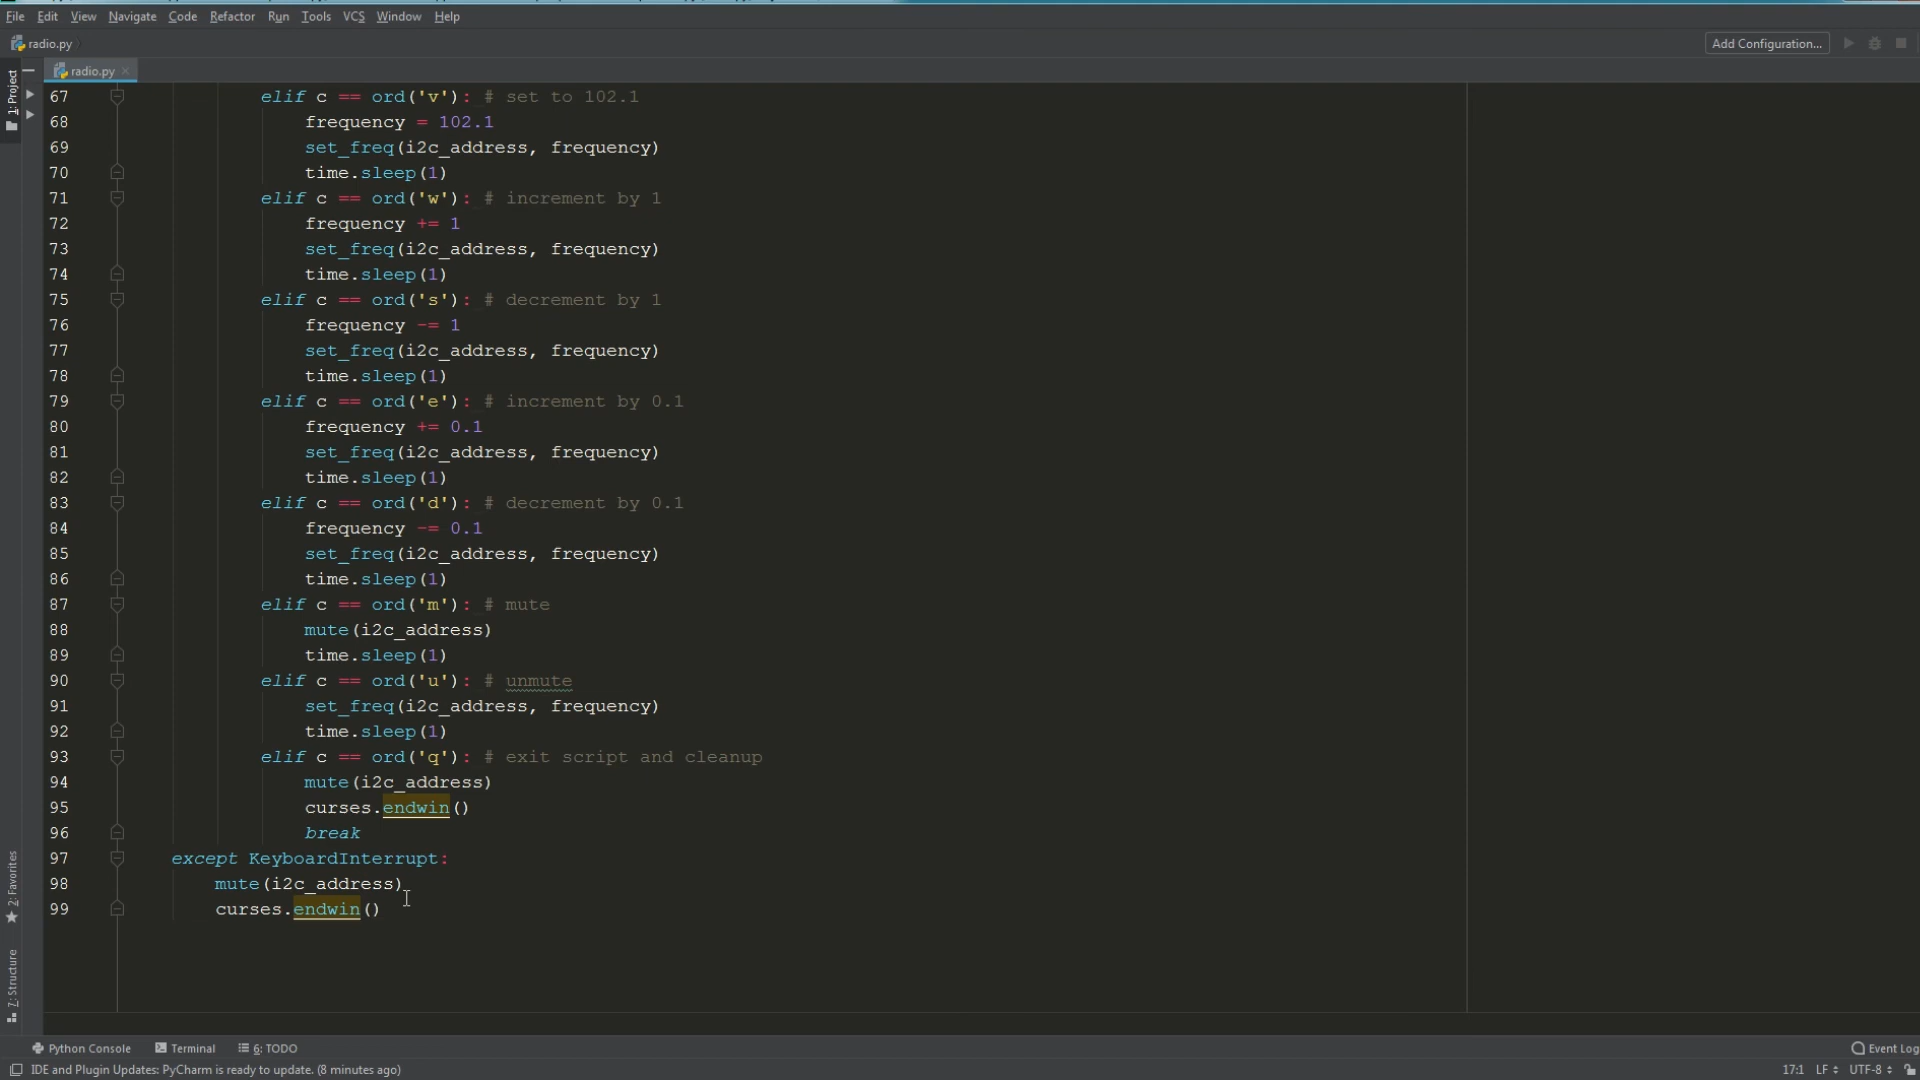 File Edit View Navigate Code Refactor Run Tools VCS Window Help
radio.py Add Configuration...
radio.py
67 elif c == ord('v'): # set to 102.1
68 frequency = 102.1
69 set_freq(i2c_address, frequency)
70 time.sleep(1)
71 elif c == ord('w'): # increment by 1
72 frequency += 1
73 set_freq(i2c_address, frequency)
74 time.sleep(1)
75 elif c == ord('s'): # decrement by 1
76 frequency -= 1
77 set_freq(i2c_address, frequency)
78 time.sleep(1)
79 elif c == ord('e'): # increment by 0.1
80 frequency += 0.1
81 set_freq(i2c_address, frequency)
82 time.sleep(1)
83 elif c == ord('d'): # decrement by 0.1
84 frequency -= 0.1
85 set_freq(i2c_address, frequency)
86 time.sleep(1)
87 elif c == ord('m'): # mute
88 mute(i2c_address)
89 time.sleep(1)
90 elif c == ord('u'): # unmute
91 set_freq(i2c_address, frequency)
92 time.sleep(1)
93 elif c == ord('q'): # exit script and cleanup
94 mute(i2c_address)
95 curses.endwin()
96 break
97 except KeyboardInterrupt:
98 mute(i2c_address)
99 curses.endwin()
1: Project
2: Favorites
7: Structure
Python Console Terminal 6: TODO Event Log
IDE and Plugin Updates: PyCharm is ready to update. (8 minutes ago) 17:1 LF UTF-8